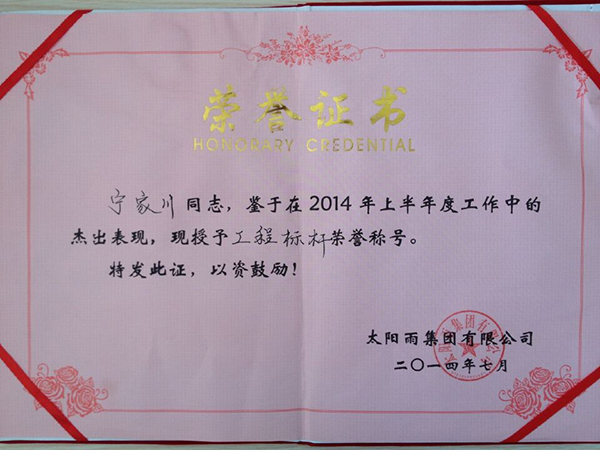 荣誉证书
HONORARY CREDENTIAL
宁家川同志，鉴于在2014年上半年度工作中的
杰出表现，现授予工程标杆荣誉称号。
特发此证，以资鼓励！
太阳雨集团有限公司
二〇一四年七月